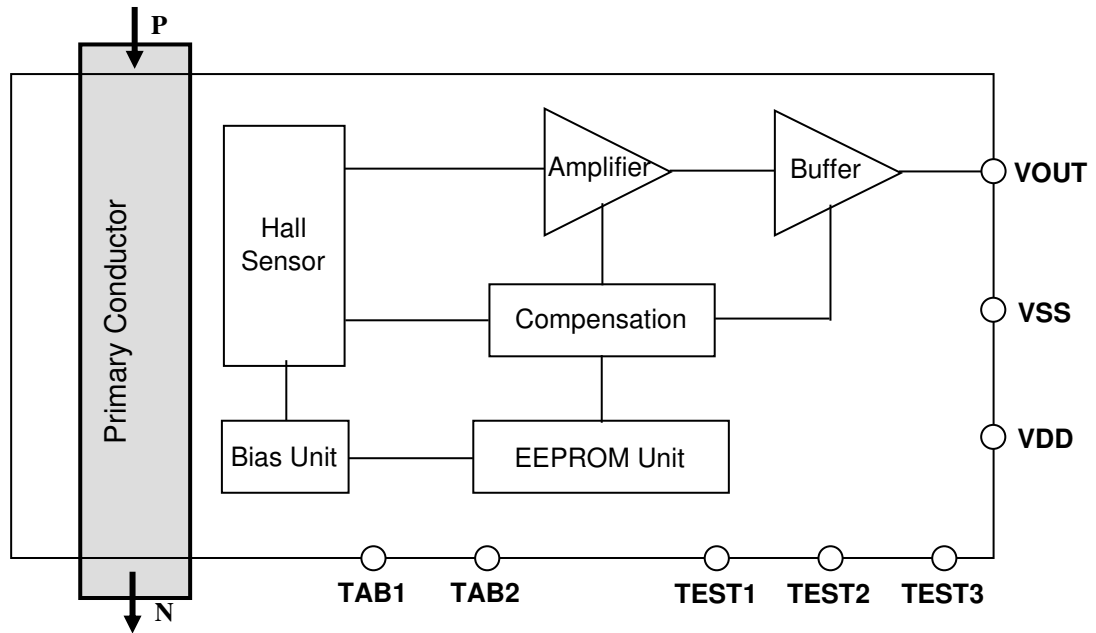 P
Primary Conductor
Hall
Sensor
Amplifier
Buffer
VOUT
Compensation
VSS
Bias Unit
EEPROM Unit
VDD
TAB1
TAB2
TEST1
TEST2
TEST3
N